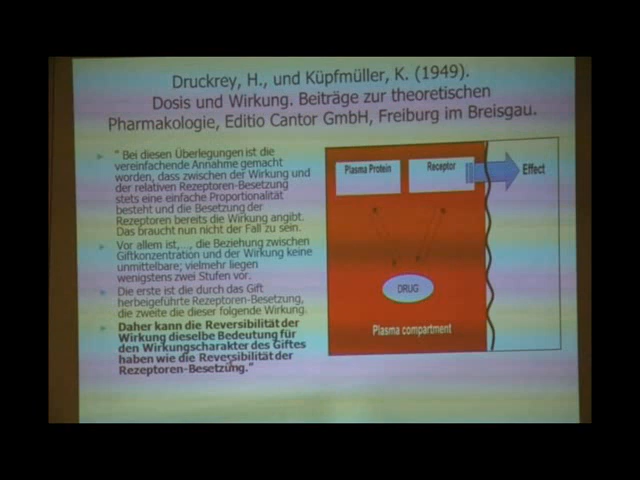 Druckrey, H., und Küpfmüller, K. (1949).
Dosis und Wirkung. Beiträge zur theoretischen
Pharmakologie, Editio Cantor GmbH, Freiburg im Breisgau.
" Bei diesen Überlegungen ist die
vereinfachende Annahme gemacht
worden, dass zwischen der Wirkung und
der relativen Rezeptoren-Besetzung
stets eine einfache Proportionalität
besteht und die Besetzung der
Rezeptoren bereits die Wirkung angibt.
Das braucht nun nicht der Fall zu sein.
Vor allem ist,..., die Beziehung zwischen
Giftkonzentration und der Wirkung keine
unmittelbare; vielmehr liegen
wenigstens zwei Stufen vor.
Die erste ist die durch das Gift
herbeigeführte Rezeptoren-Besetzung,
die zweite die dieser folgende Wirkung.
Daher kann die Reversibilität der
Wirkung dieselbe Bedeutung für
den Wirkungscharakter des Giftes
haben wie die Reversibilität der
Rezeptoren-Besetzung."
Plasma Protein
Receptor
Effect
DRUG
Plasma compartment